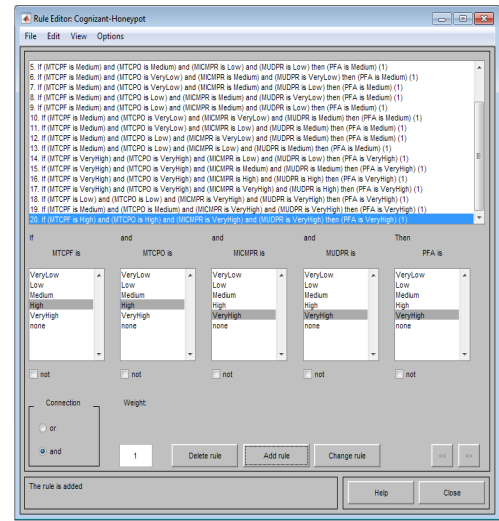 Rule Editor: Cognizant-Honeypot
File Edit View Options
5. If (MTCPF is Medium) and (MTCPO is Medium) and (MICMPR is Low) and (MUDPR is Low) then (PFA is Medium) (1)
6. If (MTCPF is Medium) and (MTCPO is VeryLow) and (MICMPR is Medium) and (MUDPR is VeryLow) then (PFA is Medium) (1)
7. If (MTCPF is Medium) and (MTCPO is VeryLow) and (MICMPR is Low) and (MUDPR is Medium) then (PFA is Medium) (1)
8. If (MTCPF is Medium) and (MTCPO is Low) and (MICMPR is Medium) and (MUDPR is Low) then (PFA is Medium) (1)
9. If (MTCPF is Medium) and (MTCPO is Low) and (MICMPR is Medium) and (MUDPR is Low) then (PFA is Medium) (1)
10. If (MTCPF is Medium) and (MTCPO is VeryLow) and (MICMPR is VeryLow) and (MUDPR is Medium) then (PFA is Medium) (1)
11. If (MTCPF is Medium) and (MTCPO is VeryLow) and (MICMPR is Low) and (MUDPR is Medium) then (PFA is Medium) (1)
12. If (MTCPF is Medium) and (MTCPO is Low) and (MICMPR is VeryLow) and (MUDPR is Medium) then (PFA is Medium) (1)
13. If (MTCPF is Medium) and (MTCPO is Low) and (MICMPR is Low) and (MUDPR is Medium) then (PFA is Medium) (1)
14. If (MTCPF is VeryHigh) and (MTCPO is VeryHigh) and (MICMPR is Low) and (MUDPR is Low) then (PFA is VeryHigh) (1)
15. If (MTCPF is VeryHigh) and (MTCPO is VeryHigh) and (MICMPR is Medium) and (MUDPR is Medium) then (PFA is VeryHigh) (1)
16. If (MTCPF is VeryHigh) and (MTCPO is VeryHigh) and (MICMPR is High) and (MUDPR is High) then (PFA is VeryHigh) (1)
17. If (MTCPF is VeryHigh) and (MTCPO is VeryHigh) and (MICMPR is VeryHigh) and (MUDPR is High) then (PFA is VeryHigh) (1)
18. If (MTCPF is Low) and (MTCPO is Low) and (MICMPR is VeryHigh) and (MUDPR is VeryHigh) then (PFA is VeryHigh) (1)
19. If (MTCPF is Medium) and (MTCPO is Medium) and (MICMPR is VeryHigh) and (MUDPR is VeryHigh) then (PFA is VeryHigh) (1)
20. If (MTCPF is High) and (MTCPO is High) and (MICMPR is VeryHigh) and (MUDPR is VeryHigh) then (PFA is VeryHigh) (1)
If and and and Then
MTCPF is MTCPO is MICMPR is MUDPR is PFA is
VeryLow VeryLow VeryLow VeryLow VeryLow
Low Low Low Low Low
Medium Medium Medium Medium Medium
High High High High High
VeryHigh VeryHigh VeryHigh VeryHigh VeryHigh
none none none none none
not not not not not
Connection Weight:
or
and 1 Delete rule Add rule Change rule << >>
The rule is added Help Close